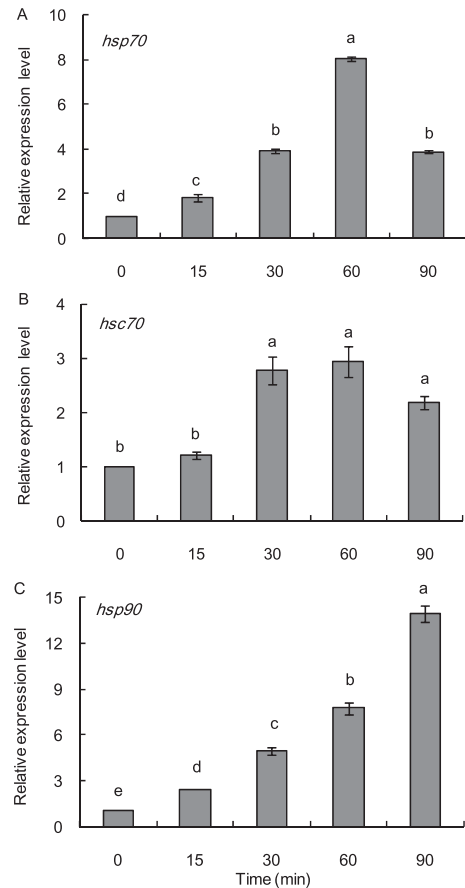 A
hsp70
Relative expression level
10
8
6
4
2
0
d
c
b
a
b
0 15 30 60 90
B
hsc70
Relative expression level
4
3
2
1
0
b
b
a
a
a
0 15 30 60 90
C
hsp90
Relative expression level
15
12
9
6
3
0
e
d
c
b
a
0 15 30 60 90
Time (min)